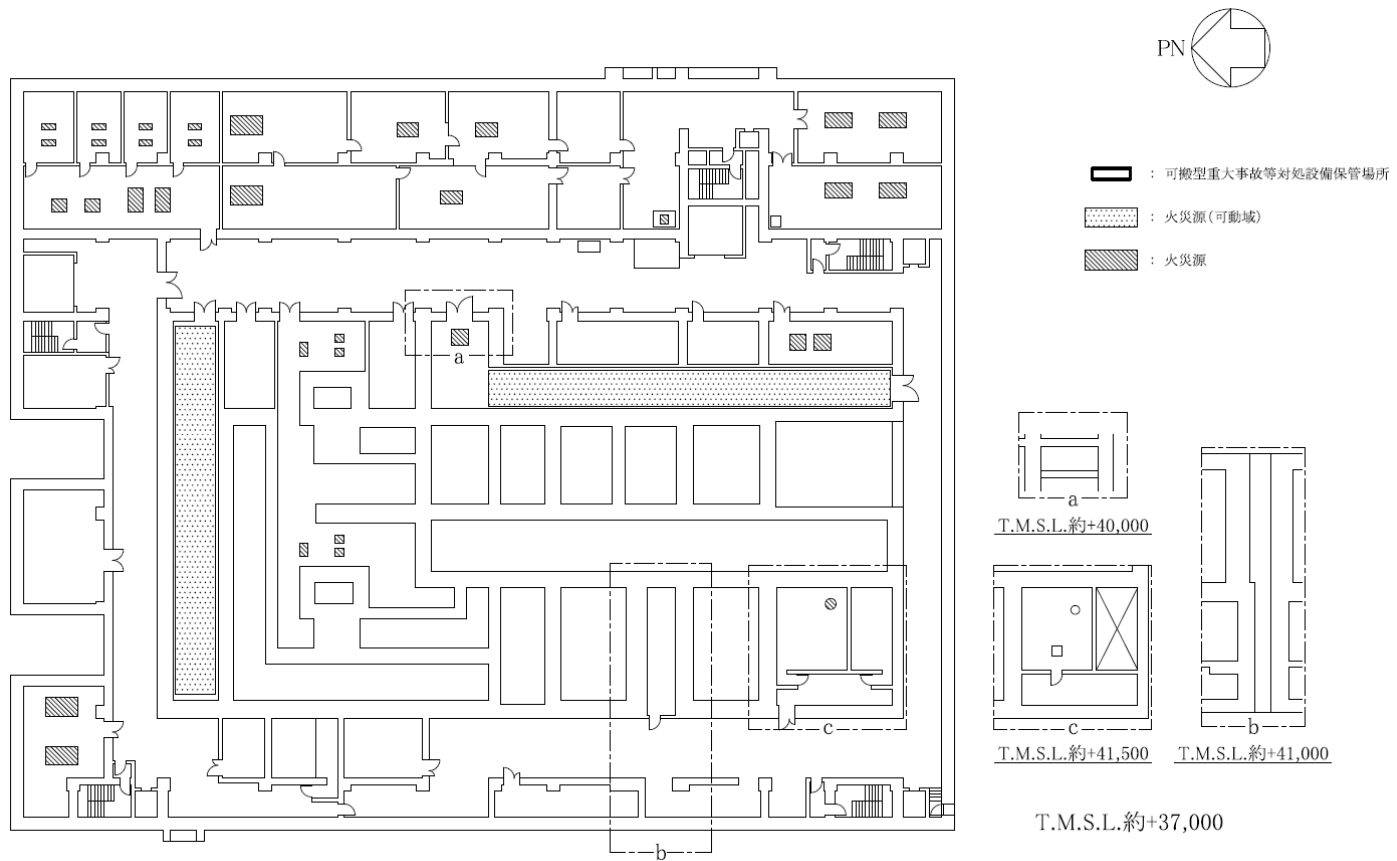 PN
： 可搬型重大事故等対処設備保管場所
： 火災源(可動域)
： 火災源
a
a
T.M.S.L.約+40,000
c
c
T.M.S.L.約+41,500
b
T.M.S.L.約+41,000
b
T.M.S.L.約+37,000